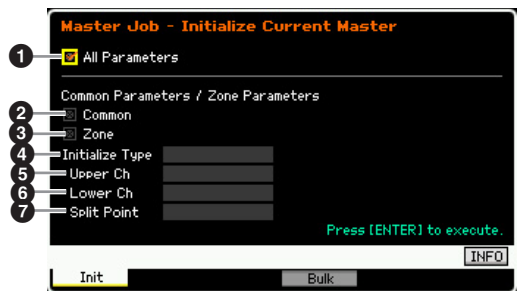 Master Job - Initialize Current Master
1 All Parameters
Common Parameters / Zone Parameters
2 Common
3 Zone
4 Initialize Type
5 Upper Ch
6 Lower Ch
7 Split Point
Press [ENTER] to execute.
INFO
Init Bulk